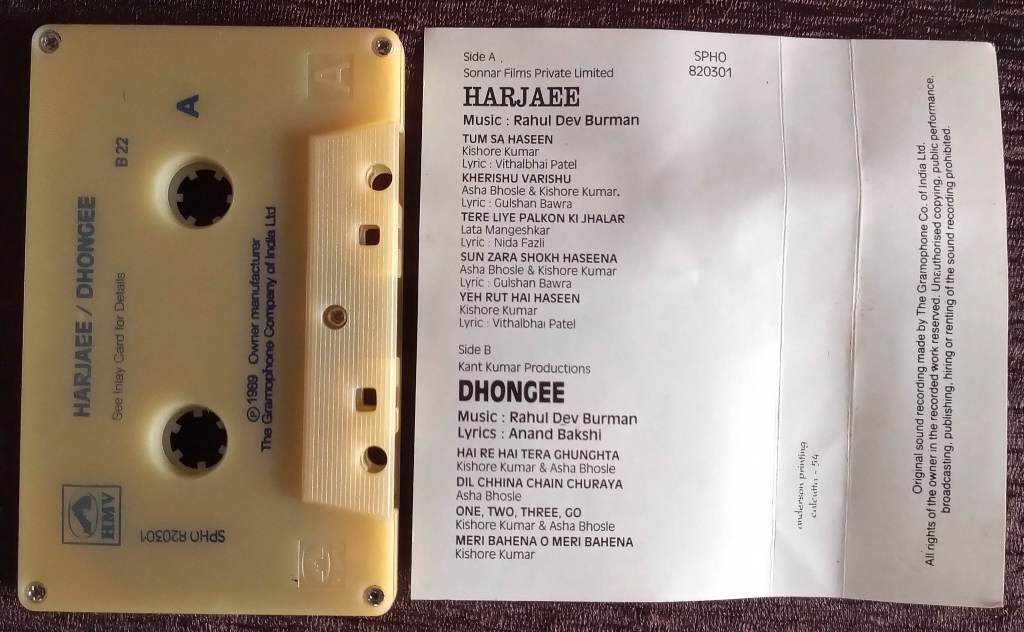 A
B 22
HARJAEE / DHONGEE
See Inlay Card for Details
Ⓟ 1989 Owner manufacturer
The Gramophone Company of India Ltd
HMV
SPHO 820301
A
Side A
SPHO
820301
Sonnar Films Private Limited
HARJAEE
Music : Rahul Dev Burman
TUM SA HASEEN
Kishore Kumar
Lyric : Vithalbhai Patel
KHERISHU VARISHU
Asha Bhosle & Kishore Kumar.
Lyric : Gulshan Bawra
TERE LIYE PALKON KI JHALAR
Lata Mangeshkar
Lyric : Nida Fazli
SUN ZARA SHOKH HASEENA
Asha Bhosle & Kishore Kumar
Lyric : Gulshan Bawra
YEH RUT HAI HASEEN
Kishore Kumar
Lyric : Vithalbhai Patel
Side B
Kant Kumar Productions
DHONGEE
Music : Rahul Dev Burman
Lyrics : Anand Bakshi
HAI RE HAI TERA GHUNGHTA
Kishore Kumar & Asha Bhosle
DIL CHHINA CHAIN CHURAYA
Asha Bhosle
ONE, TWO, THREE, GO
Kishore Kumar & Asha Bhosle
MERI BAHENA O MERI BAHENA
Kishore Kumar
anderson printing
calcutta - 54
Original sound recording made by The Gramophone Co. of India Ltd.
All rights of the owner in the recorded work reserved. Unauthorised copying, public performance,
broadcasting, publishing, hiring or renting of the sound recording prohibited.